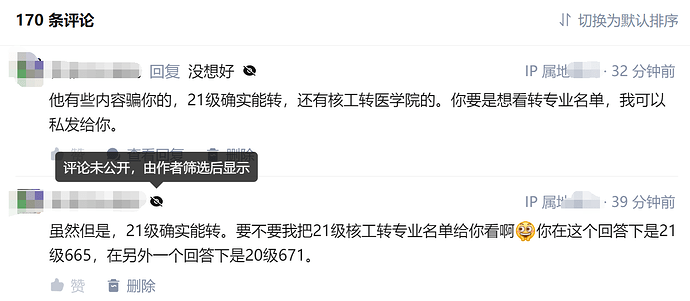 170 条评论
切换为默认排序
回复 没想好
IP 属地 · 32 分钟前
他有些内容骗你的，21级确实能转，还有核工转医学院的。你要是想看转专业名单，我可以
私发给你。
赞 查看回复 删除
评论未公开，由作者筛选后显示
IP 属地 · 39 分钟前
虽然但是，21级确实能转。要不要我把21级核工转专业名单给你看啊你在这个回答下是21
级665，在另外一个回答下是20级671。
赞 删除